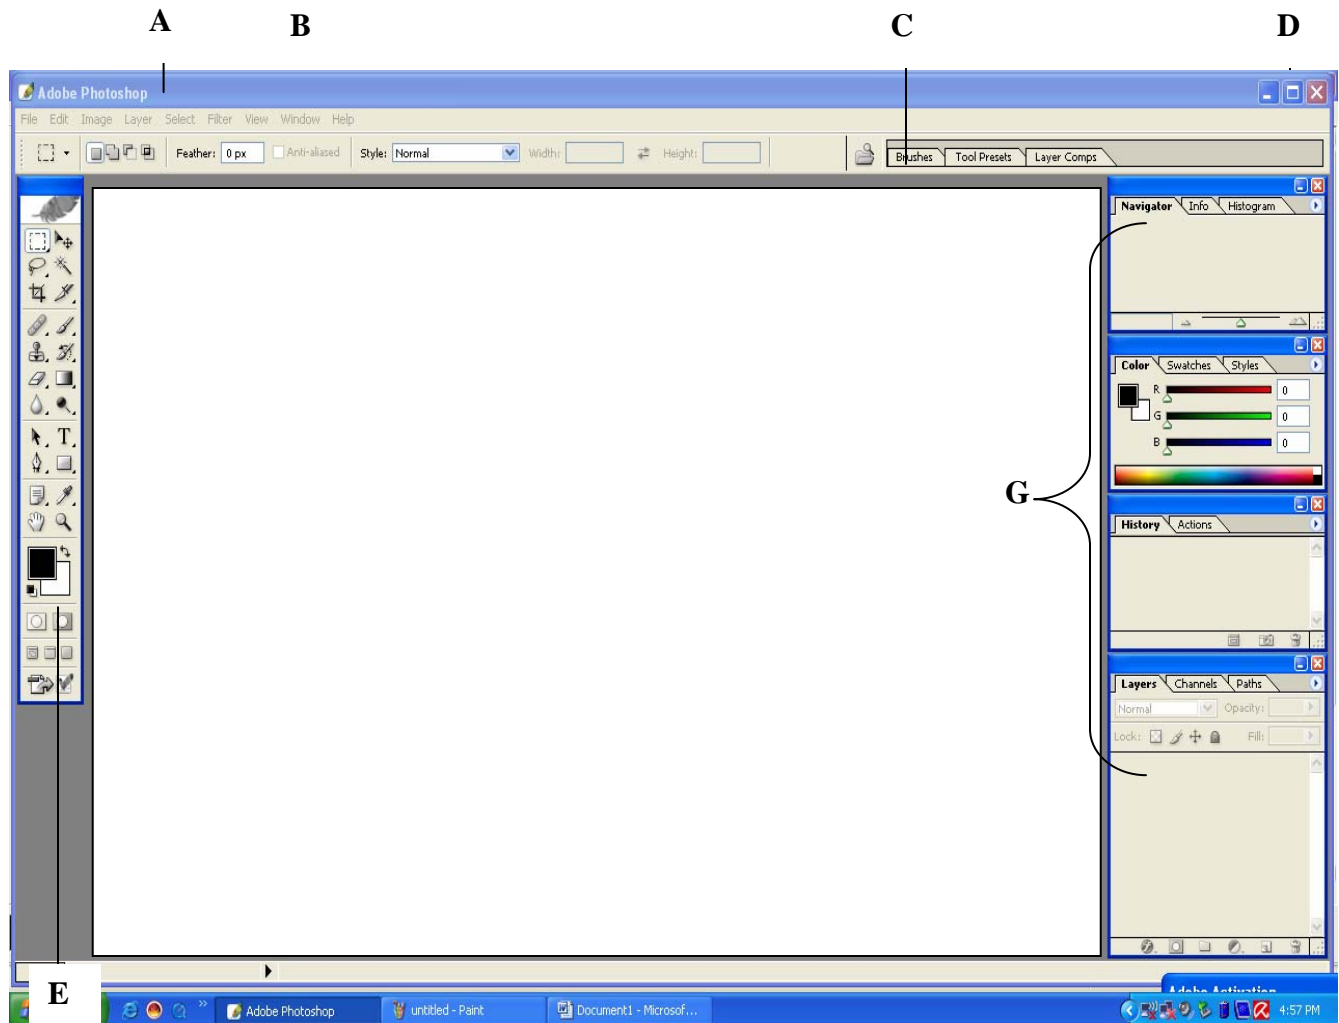 A B C D
Adobe Photoshop
File Edit Image Layer Select Filter View Window Help
Feather: 0 px Anti-aliased Style: Normal Width: Height: Brushes Tool Presets Layer Comps
Navigator Info Histogram
Color Swatches Styles
R 0
G 0
B 0
G
History Actions
Layers Channels Paths
Normal Opacity:
Lock: Fill:
T
E
Adobe Activation
Adobe Photoshop untitled - Paint Document1 - Microsof... 4:57 PM